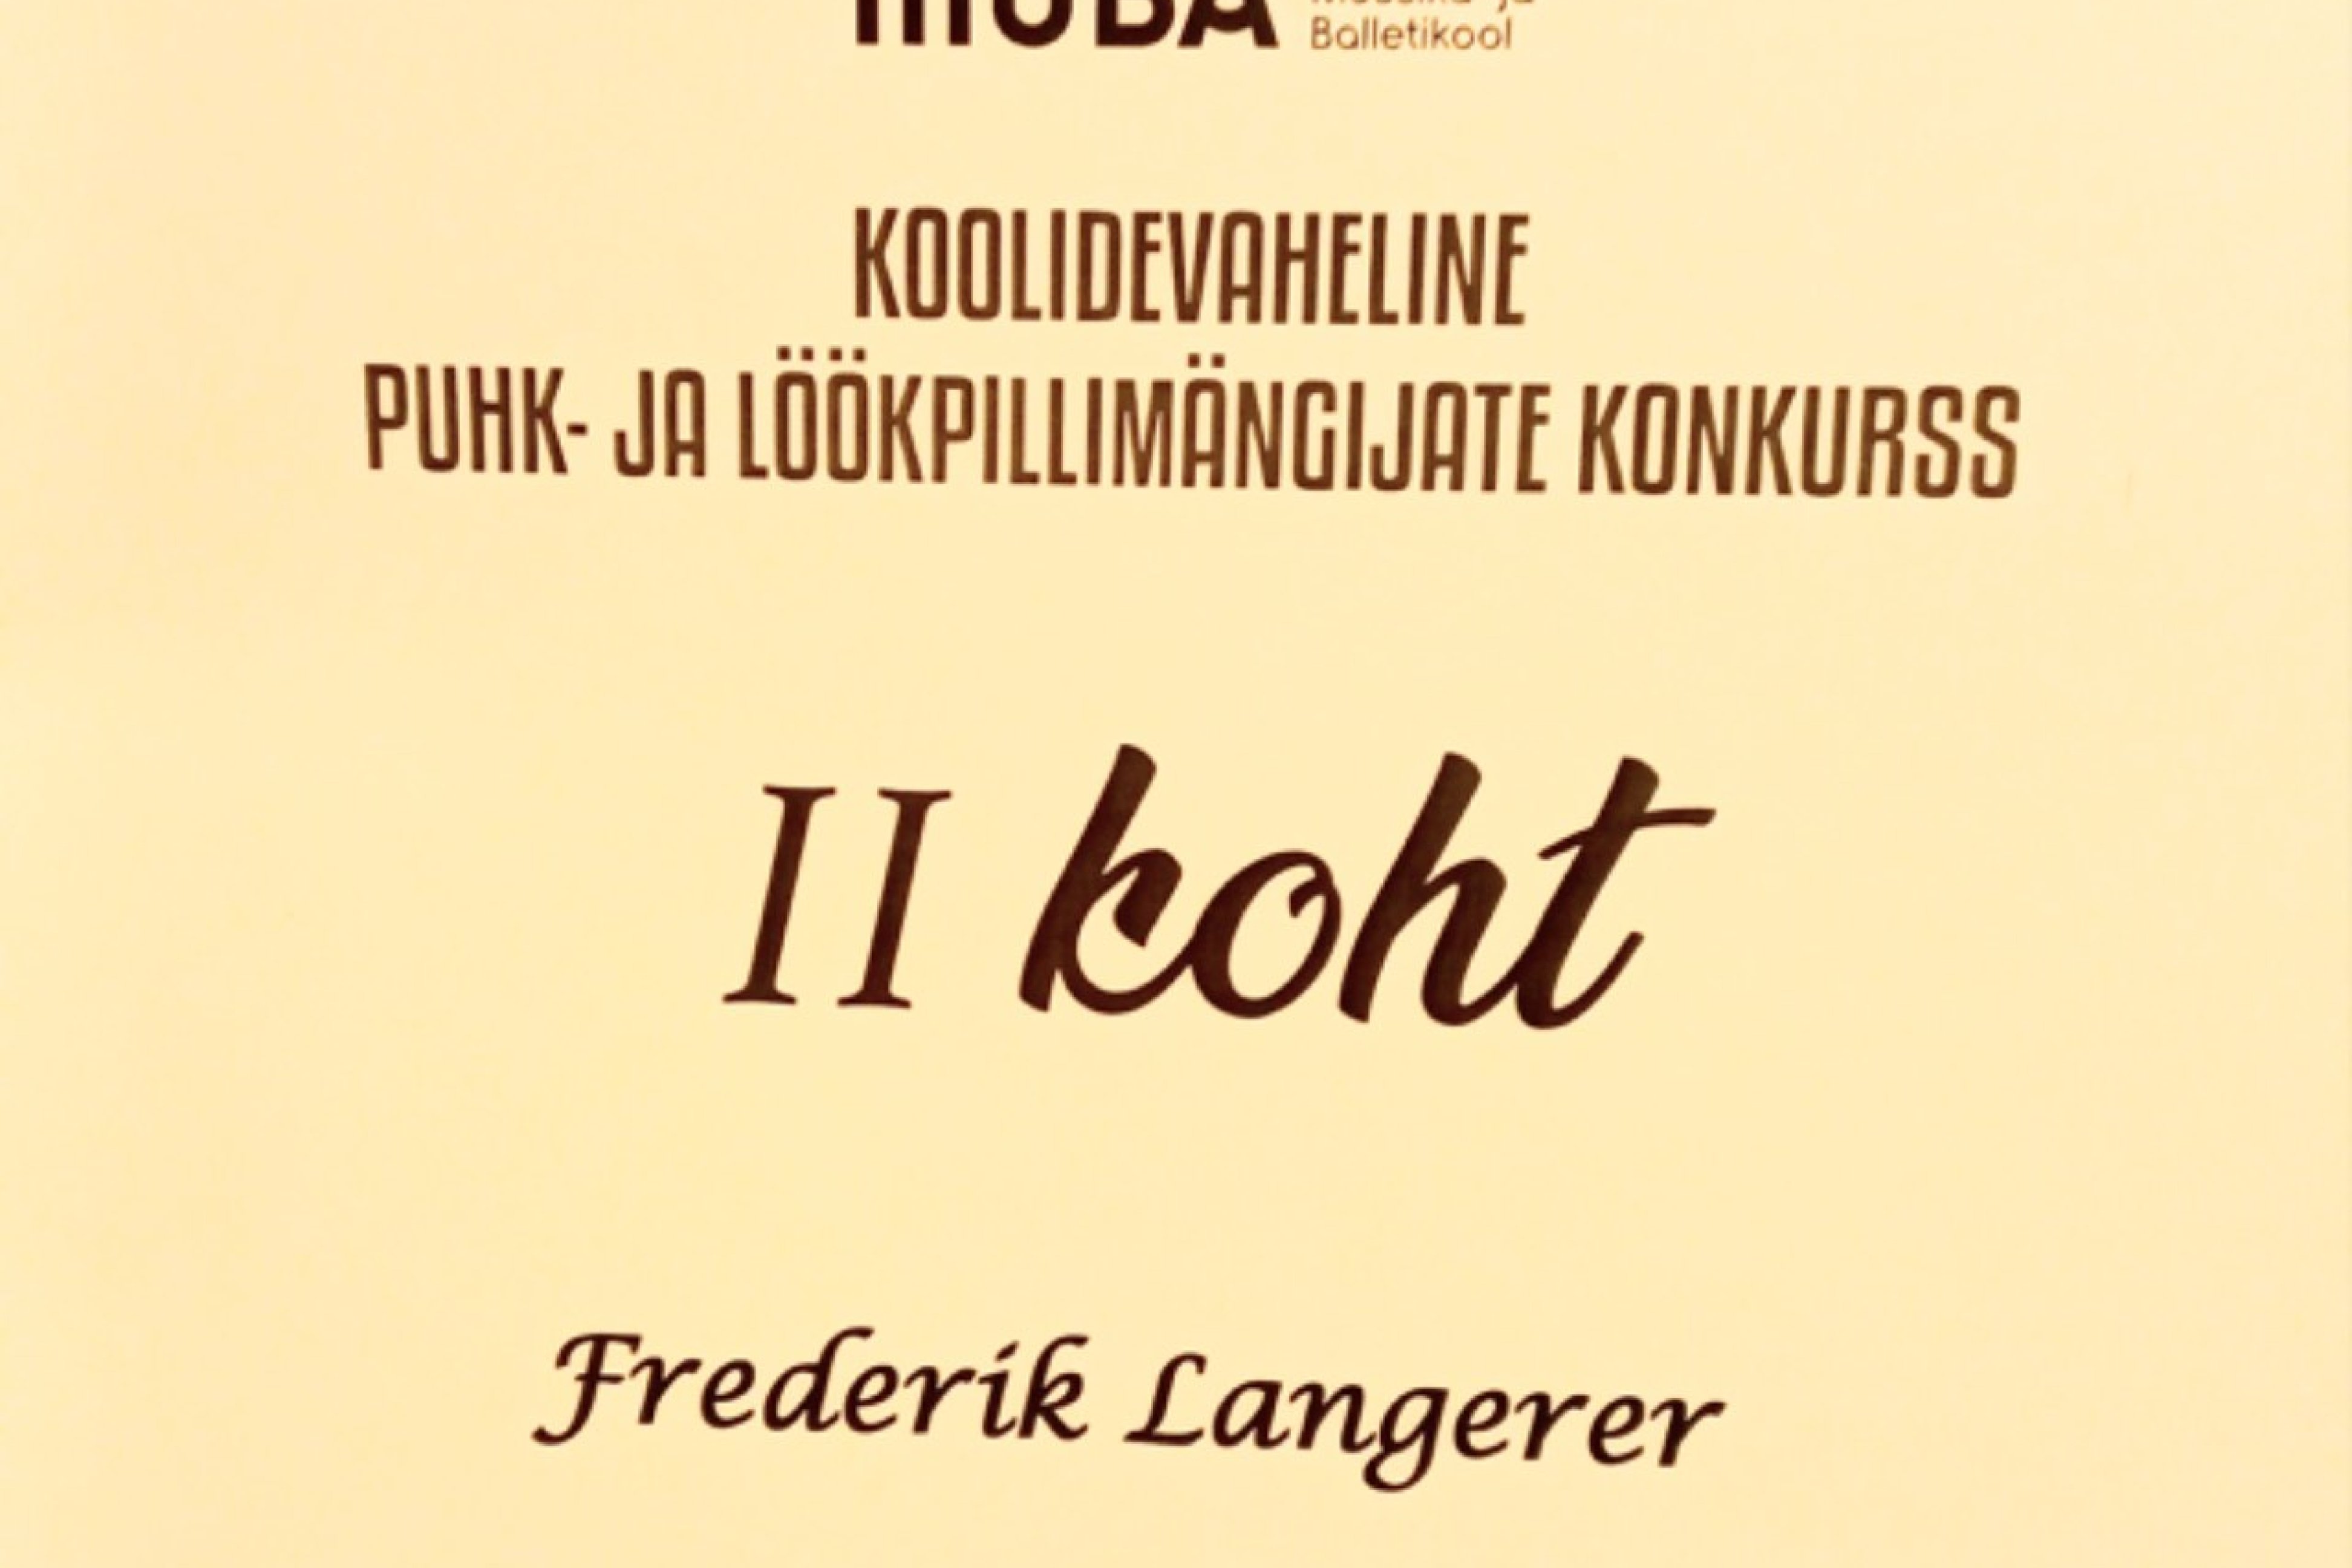 MUBA
Balletikool
KOOLIDEVAHELINE
PUHK- JA LÖÖKPILLIMÄNGIJATE KONKURSS
II koht
Frederik Langerer